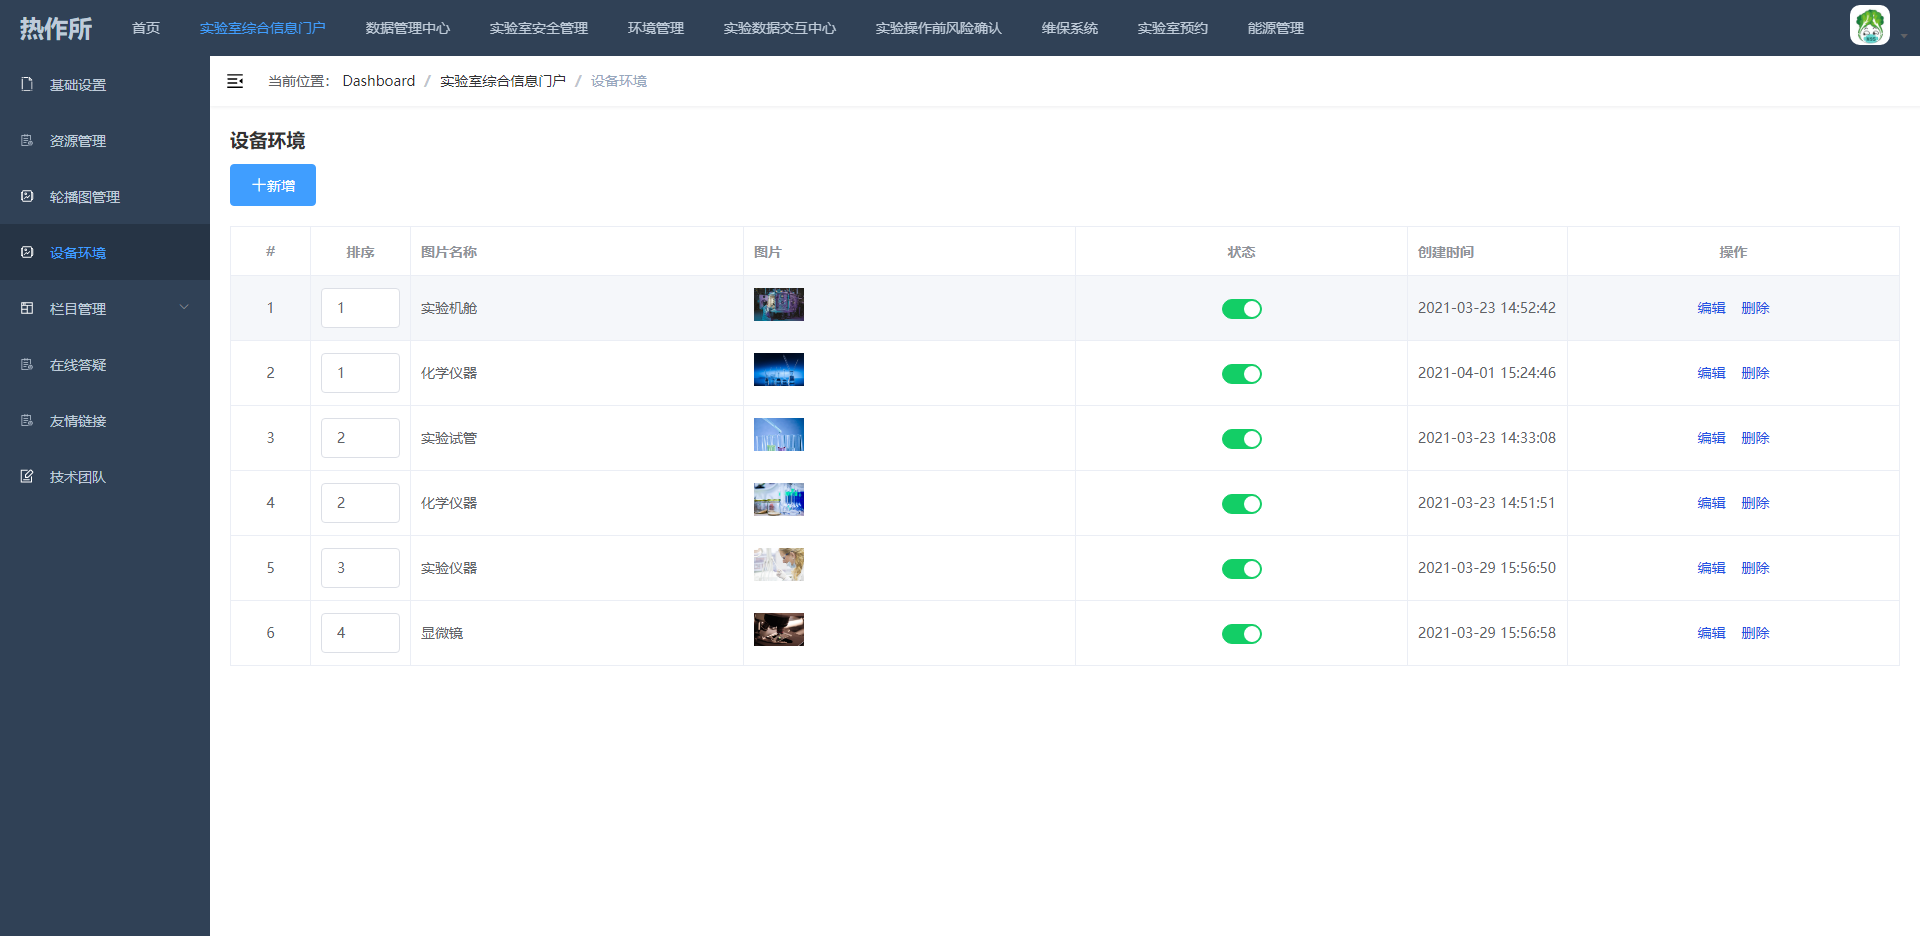 热作所 首页 实验室综合信息门户 数据管理中心 实验室安全管理 环境管理 实验数据交互中心 实验操作前风险确认 维保系统 实验室预约 能源管理
基础设置
资源管理
轮播图管理
设备环境
栏目管理
在线答疑
友情链接
技术团队
当前位置: Dashboard / 实验室综合信息门户 / 设备环境
设备环境
新增
# 排序 图片名称 图片 状态 创建时间 操作
1 1 实验机舱 2021-03-23 14:52:42 编辑 删除
2 1 化学仪器 2021-04-01 15:24:46 编辑 删除
3 2 实验试管 2021-03-23 14:33:08 编辑 删除
4 2 化学仪器 2021-03-23 14:51:51 编辑 删除
5 3 实验仪器 2021-03-29 15:56:50 编辑 删除
6 4 显微镜 2021-03-29 15:56:58 编辑 删除